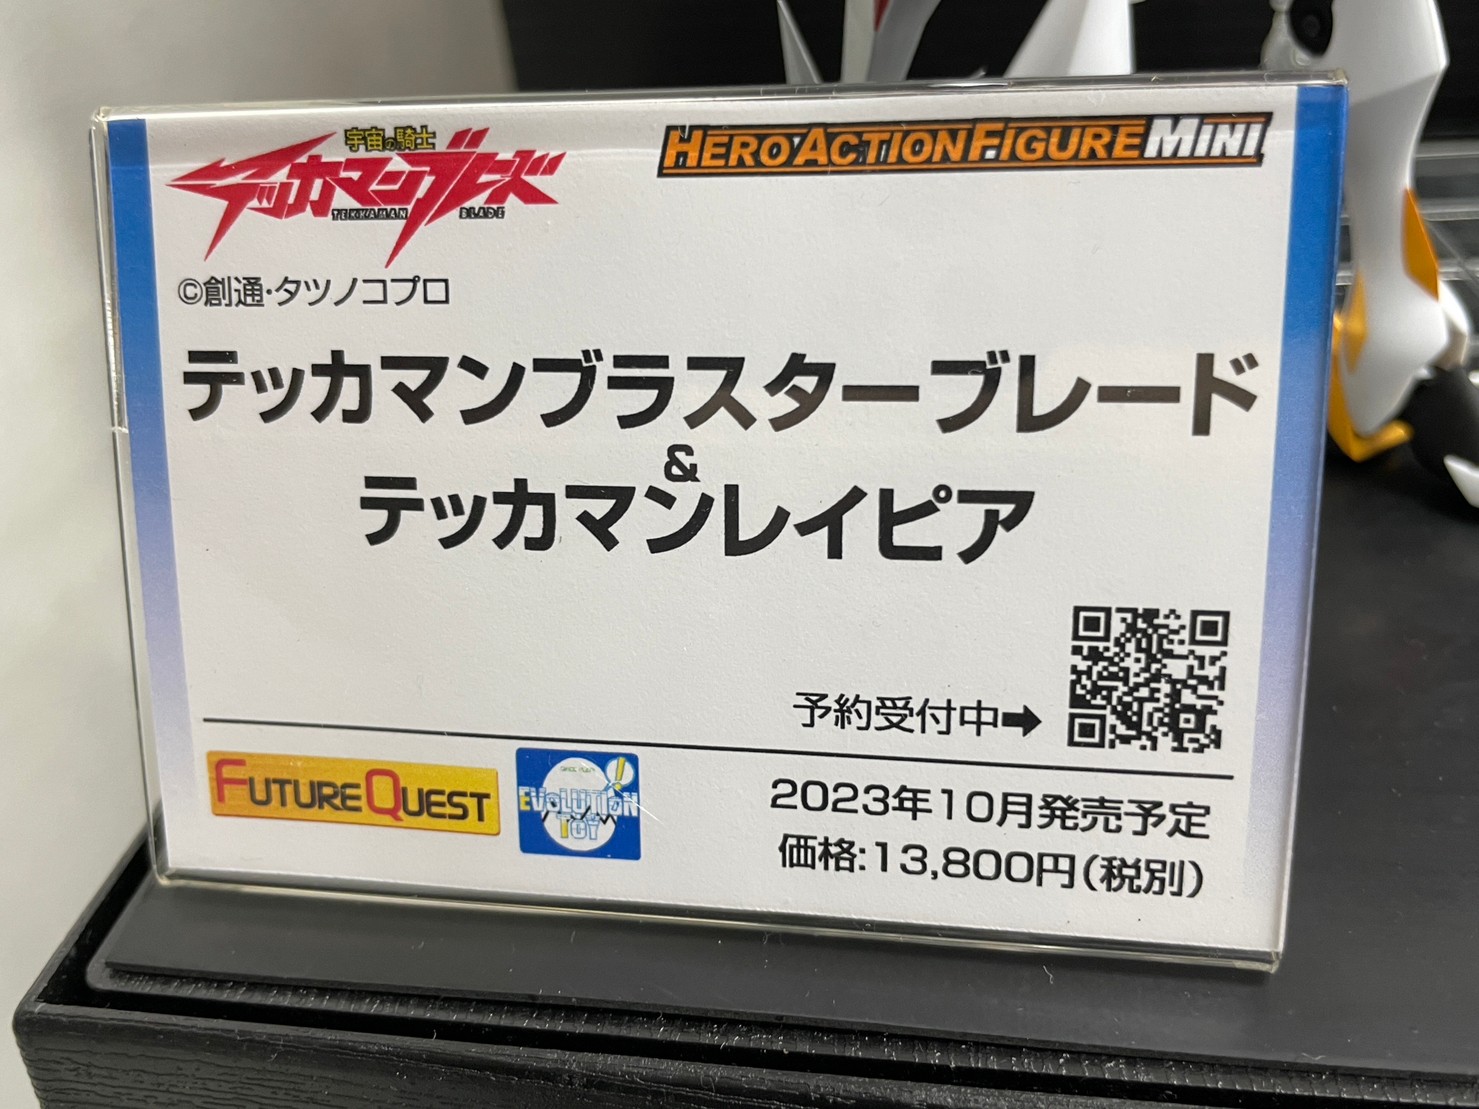 宇宙の騎士
テッカマンブレード
TEKKAMAN BLADE
HERO ACTION FIGURE MINI
©創通・タツノコプロ
テッカマンブラスターブレード
&
テッカマンレイピア
予約受付中➡
FUTURE QUEST
EVOLUTION
TOY
2023年10月発売予定
価格:13,800円(税別)